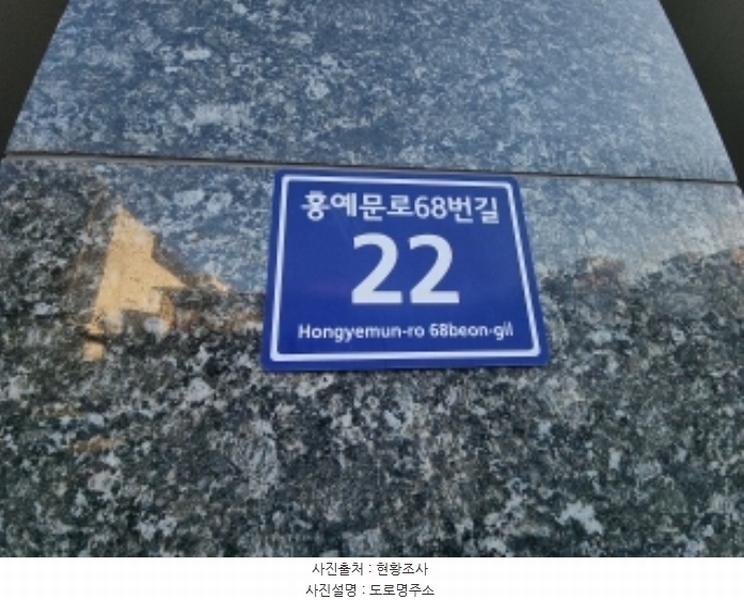 홍예문로68번길
22
Hongyemun-ro 68beon-gil
사진출처 : 현황조사
사진설명 : 도로명주소